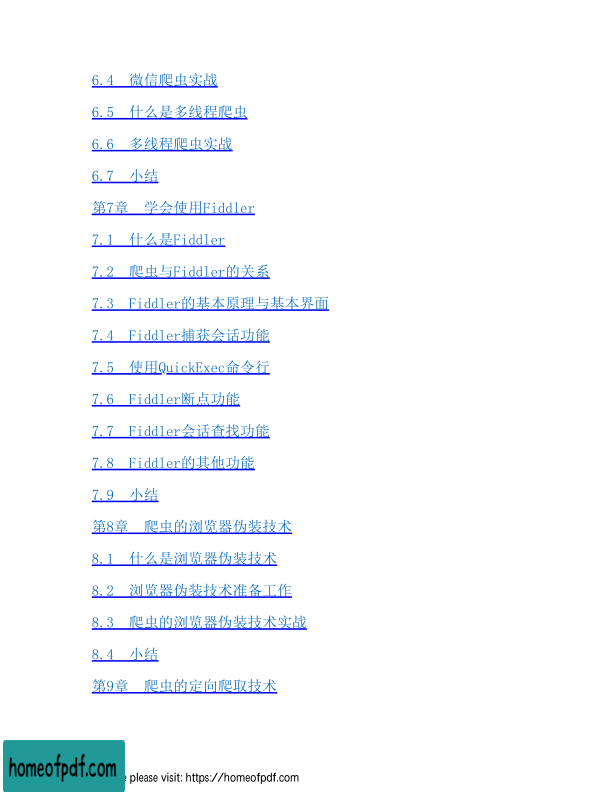 6.4 微信爬虫实战
6.5 什么是多线程爬虫
6.6 多线程爬虫实战
6.7 小结
第7章 学会使用Fiddler
7.1 什么是Fiddler
7.2 爬虫与Fiddler的关系
7.3 Fiddler的基本原理与基本界面
7.4 Fiddler捕获会话功能
7.5 使用QuickExec命令行
7.6 Fiddler断点功能
7.7 Fiddler会话查找功能
7.8 Fiddler的其他功能
7.9 小结
第8章 爬虫的浏览器伪装技术
8.1 什么是浏览器伪装技术
8.2 浏览器伪装技术准备工作
8.3 爬虫的浏览器伪装技术实战
8.4 小结
第9章 爬虫的定向爬取技术
homeofpdf.com
please visit: https://homeofpdf.com